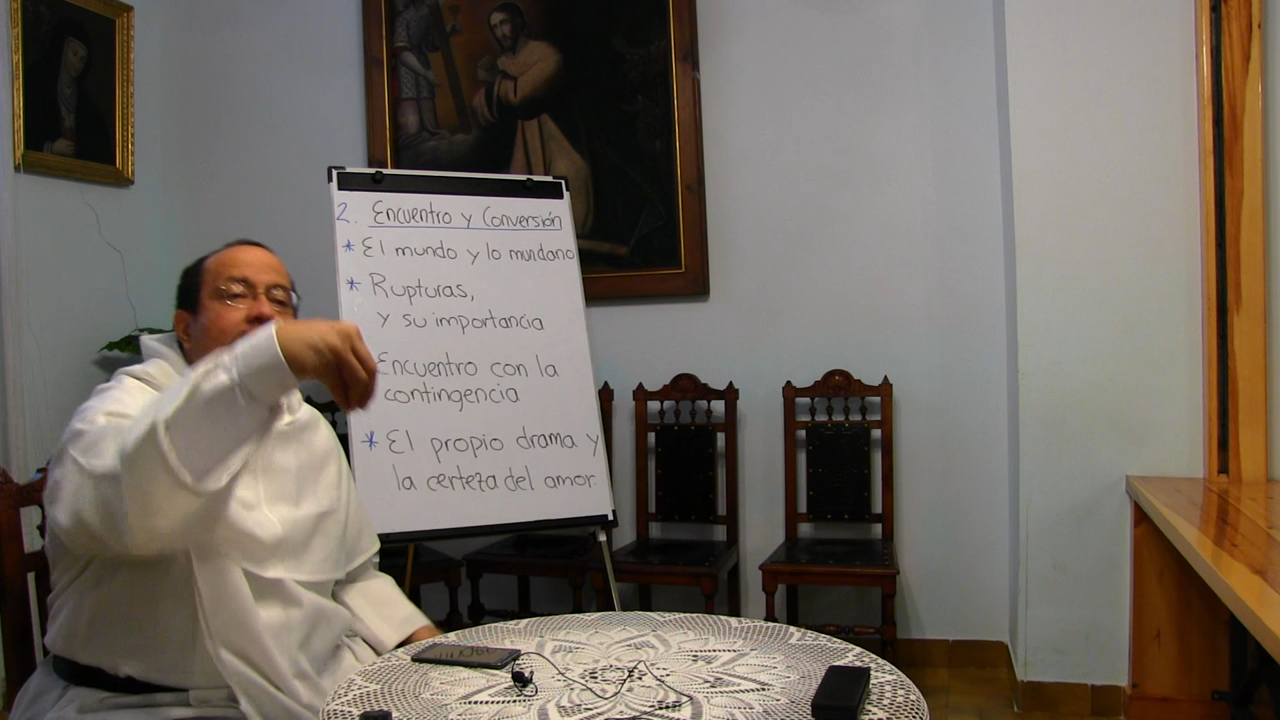 2. Encuentro y Conversión
* El mundo y lo mundano
* Rupturas,
y su importancia
Encuentro con la
contingencia
* El propio drama y
la certeza del amor.